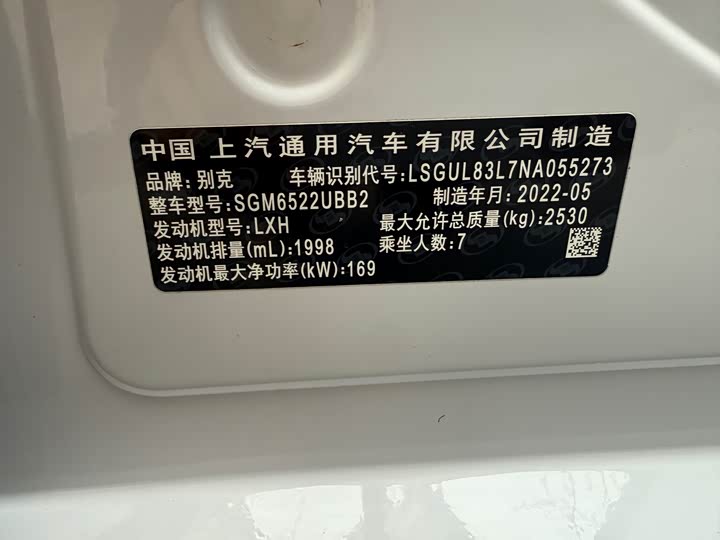 中国 上汽通用汽车有限公司制造
品牌：别克 车辆识别代号：LSGUL83L7NA055273
整车型号：SGM6522UBB2 制造年月：2022-05
发动机型号：LXH 最大允许总质量(kg)：2530
发动机排量(mL)：1998 乘坐人数：7
发动机最大净功率(kW)：169